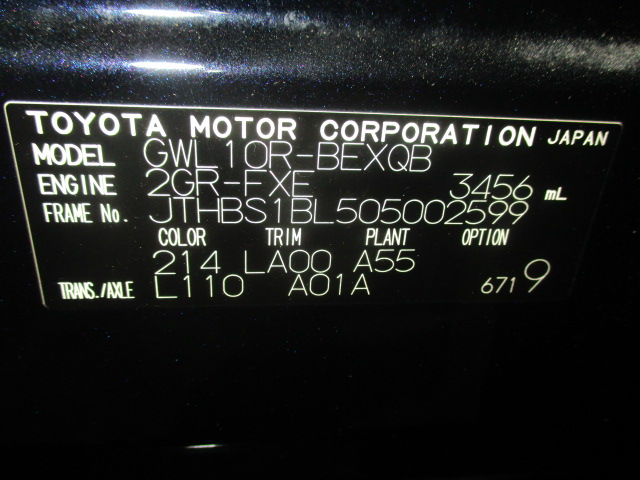 TOYOTA MOTOR CORPORATION JAPAN
MODEL GWL10R-BEXQB
ENGINE 2GR-FXE 3456 mL
FRAME No. JTHBS1BL505002599
COLOR TRIM PLANT OPTION
214 LA00 A55
TRANS./AXLE L110 A01A 6719